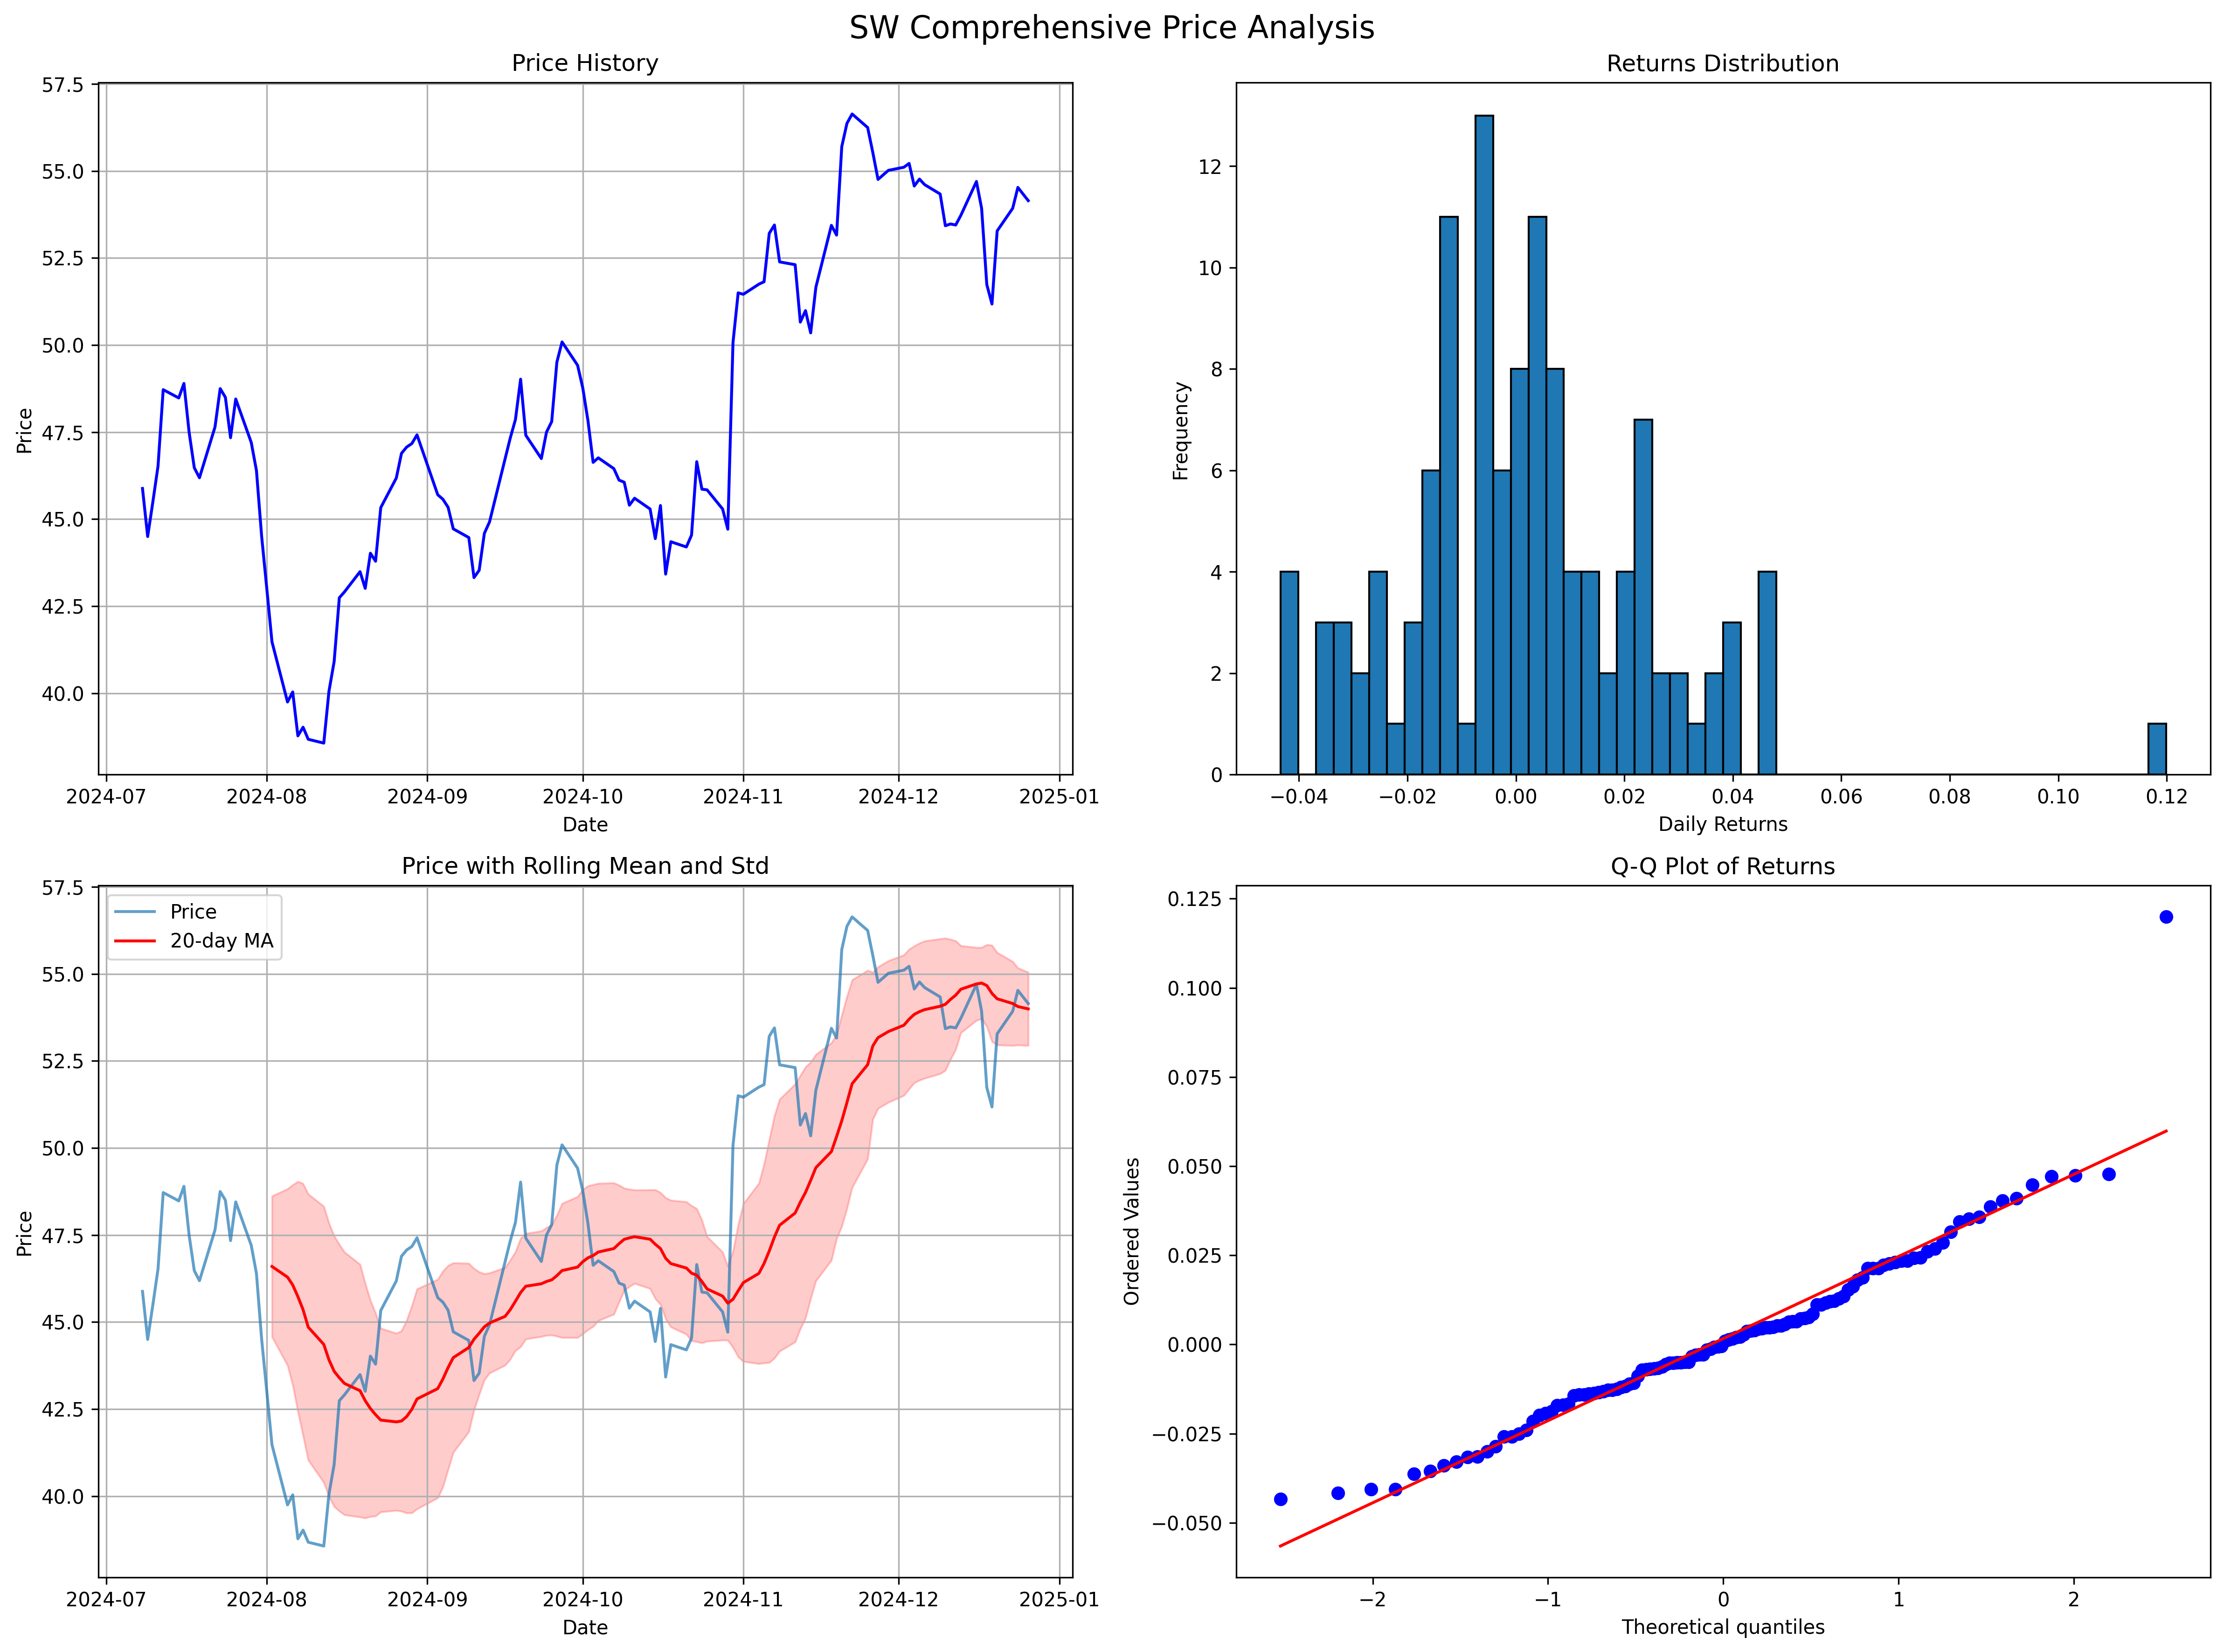 SW Comprehensive Price Analysis
Price History
57.5
55.0
52.5
50.0
47.5
45.0
42.5
40.0
Price
2024-07 2024-08 2024-09 2024-10 2024-11 2024-12 2025-01
Date
Returns Distribution
12
10
8
6
4
2
0
Frequency
−0.04 −0.02 0.00 0.02 0.04 0.06 0.08 0.10 0.12
Daily Returns
Price with Rolling Mean and Std
Price
20-day MA
57.5
55.0
52.5
50.0
47.5
45.0
42.5
40.0
Price
2024-07 2024-08 2024-09 2024-10 2024-11 2024-12 2025-01
Date
Q-Q Plot of Returns
0.125
0.100
0.075
0.050
0.025
0.000
−0.025
−0.050
Ordered Values
−2 −1 0 1 2
Theoretical quantiles